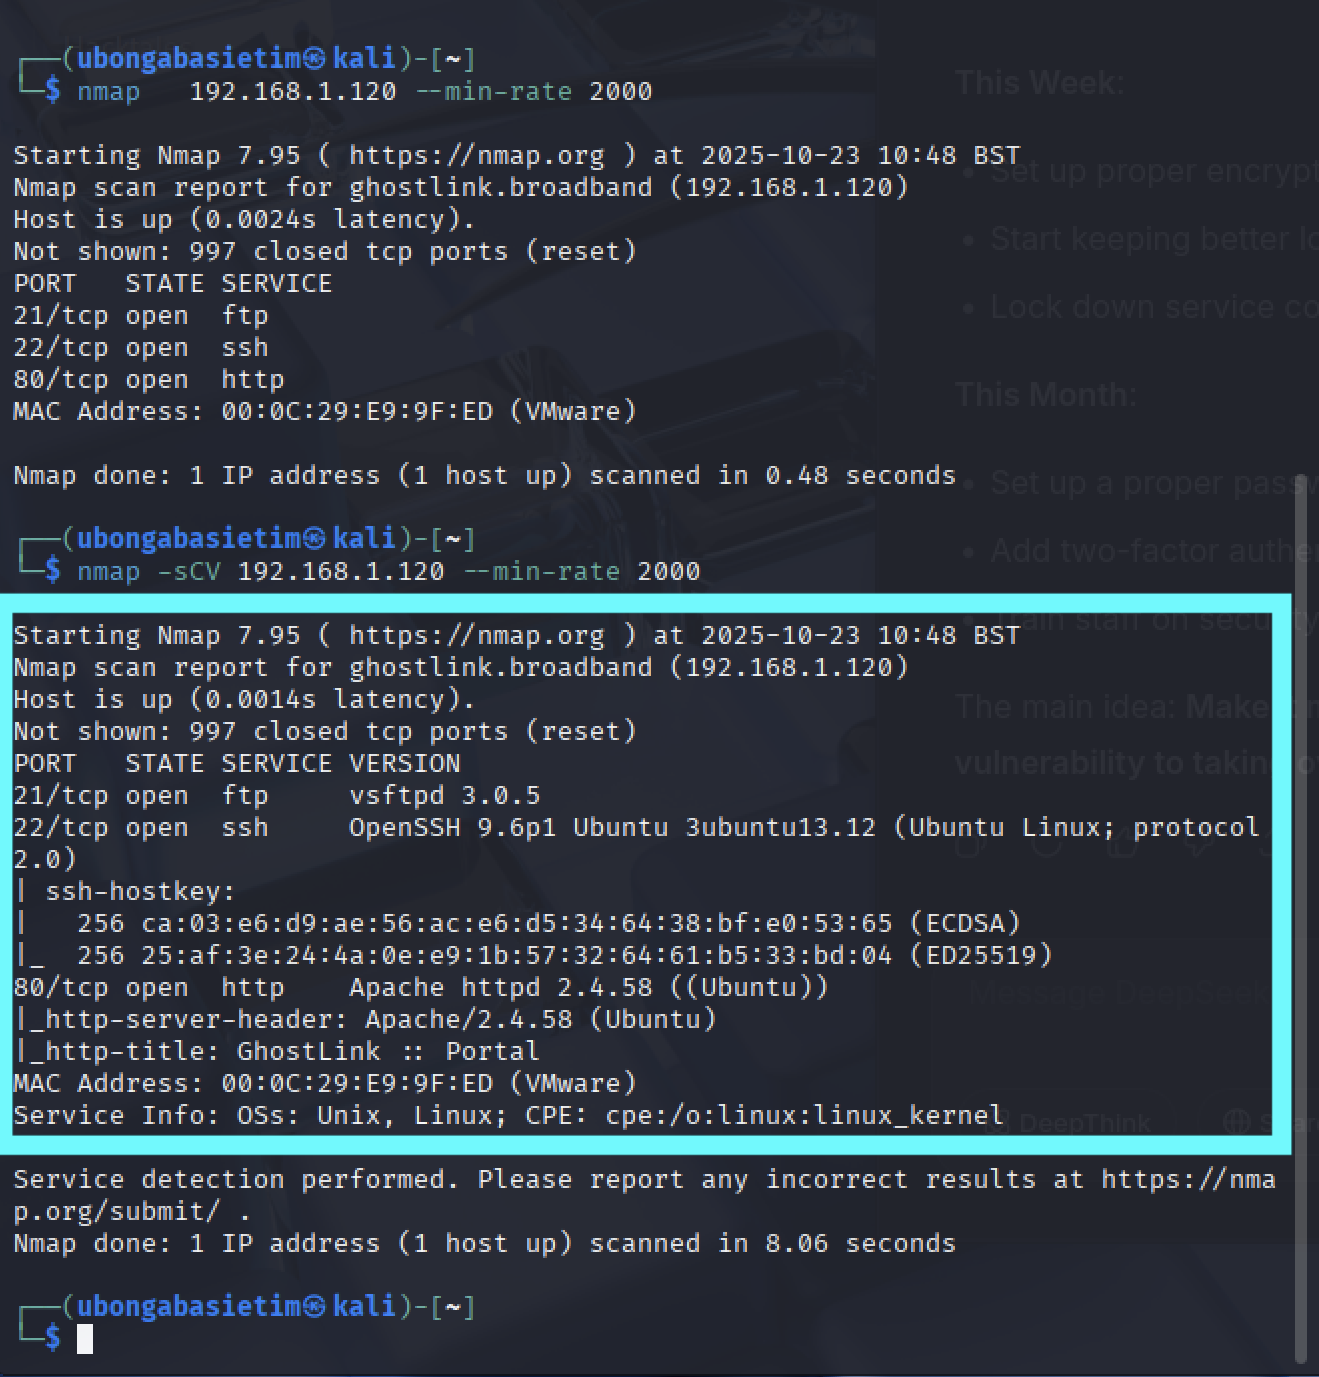 ┌──(ubongabasietim㉿kali)-[~]
└─$ nmap   192.168.1.120 --min-rate 2000
Starting Nmap 7.95 ( https://nmap.org ) at 2025-10-23 10:48 BST
Nmap scan report for ghostlink.broadband (192.168.1.120)
Host is up (0.0024s latency).
Not shown: 997 closed tcp ports (reset)
PORT   STATE SERVICE
21/tcp open  ftp
22/tcp open  ssh
80/tcp open  http
MAC Address: 00:0C:29:E9:9F:ED (VMware)
Nmap done: 1 IP address (1 host up) scanned in 0.48 seconds
┌──(ubongabasietim㉿kali)-[~]
└─$ nmap -sCV 192.168.1.120 --min-rate 2000
Starting Nmap 7.95 ( https://nmap.org ) at 2025-10-23 10:48 BST
Nmap scan report for ghostlink.broadband (192.168.1.120)
Host is up (0.0014s latency).
Not shown: 997 closed tcp ports (reset)
PORT   STATE SERVICE VERSION
21/tcp open  ftp     vsftpd 3.0.5
22/tcp open  ssh     OpenSSH 9.6p1 Ubuntu 3ubuntu13.12 (Ubuntu Linux; protocol
2.0)
| ssh-hostkey:
|   256 ca:03:e6:d9:ae:56:ac:e6:d5:34:64:38:bf:e0:53:65 (ECDSA)
|_  256 25:af:3e:24:4a:0e:e9:1b:57:32:64:61:b5:33:bd:04 (ED25519)
80/tcp open  http    Apache httpd 2.4.58 ((Ubuntu))
|_http-server-header: Apache/2.4.58 (Ubuntu)
|_http-title: GhostLink :: Portal
MAC Address: 00:0C:29:E9:9F:ED (VMware)
Service Info: OSs: Unix, Linux; CPE: cpe:/o:linux:linux_kernel
Service detection performed. Please report any incorrect results at https://nma
p.org/submit/ .
Nmap done: 1 IP address (1 host up) scanned in 8.06 seconds
┌──(ubongabasietim㉿kali)-[~]
└─$
This Week:
• Set up proper
• Start keeping better
• Lock down service
This Month:
• Set up a proper
• Add two-factor
• Train staff on security
The main idea: Make
vulnerability to taking
Message DeepSeek
DeepThink